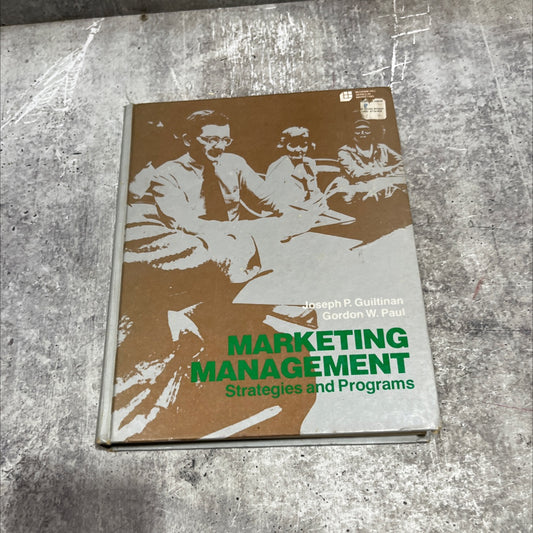 Joseph P. Guiltinan
Gordon W. Paul
MARKETING
MANAGEMENT
Strategies and Programs